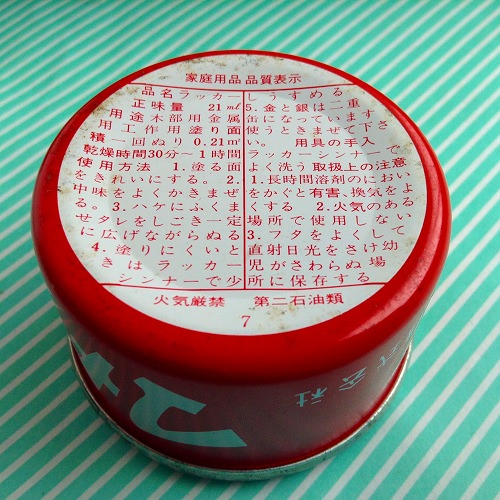 家庭用品品質表示
品名ラッカー
正味量 21ml
用途木部用金属
用工作用塗り面
積一回ぬり 0.21㎡
乾燥時間30分〜1時間
使用方法 1.塗る面
をきれいにする。2.
中味をよくかきまぜ
る。3.ハケにふくま
せタレをしごき一定
に広げながらぬる
4.塗りにくいと
きはラッカー
シンナーで少
しうすめる
5.金と銀は二重
缶になっています
使うときませて下さ
い。 用具の手入
ラッカーシンナーで
よく洗う 取扱上の注意
1.長時間溶剤のにおい
をかぐと有害、換気をよ
くする 2.火気のある
場所で使用しない
3.フタをよくして
直射日光をさけ幼
児がさわらぬ場
所に保存する
火気厳禁 第二石油類
7
式会社